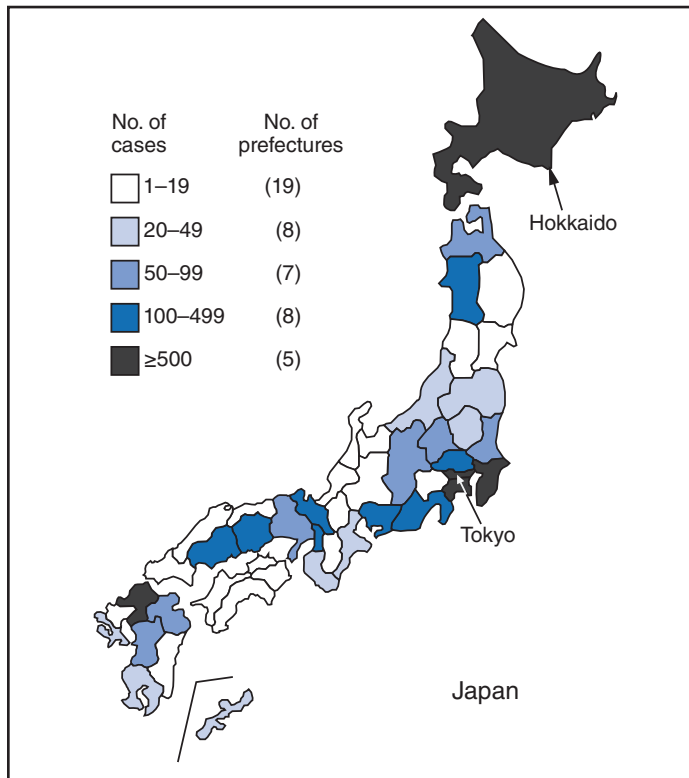 No. of No. of
cases prefectures
1–19 (19)
20–49 (8)
50–99 (7)
100–499 (8)
≥500 (5)
Hokkaido
Tokyo
Japan